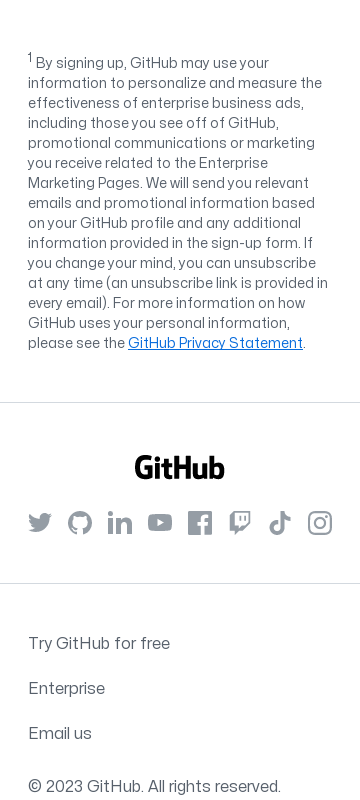 1 By signing up, GitHub may use your
information to personalize and measure the
effectiveness of enterprise business ads,
including those you see off of GitHub,
promotional communications or marketing
you receive related to the Enterprise
Marketing Pages. We will send you relevant
emails and promotional information based
on your GitHub profile and any additional
information provided in the sign-up form. If
you change your mind, you can unsubscribe
at any time (an unsubscribe link is provided in
every email). For more information on how
GitHub uses your personal information,
please see the GitHub Privacy Statement.
GitHub
Try GitHub for free
Enterprise
Email us
© 2023 GitHub. All rights reserved.